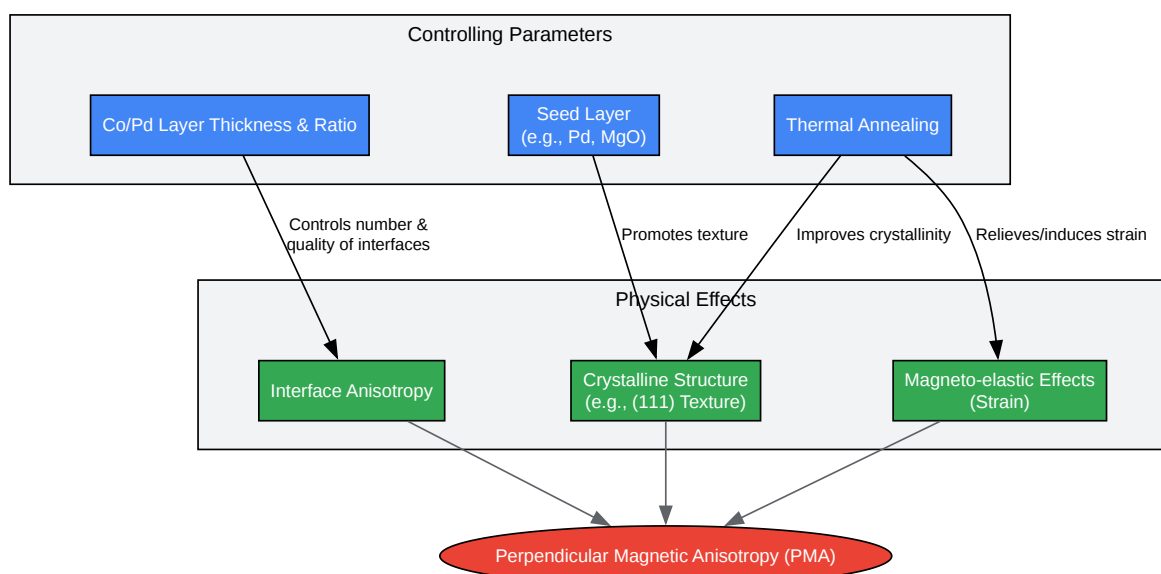 Controlling Parameters
Co/Pd Layer Thickness & Ratio
Seed Layer
(e.g., Pd, MgO)
Thermal Annealing
Controls number &
quality of interfaces
Promotes texture
Improves crystallinity
Relieves/induces strain
Physical Effects
Interface Anisotropy
Crystalline Structure
(e.g., (111) Texture)
Magneto-elastic Effects
(Strain)
Perpendicular Magnetic Anisotropy (PMA)